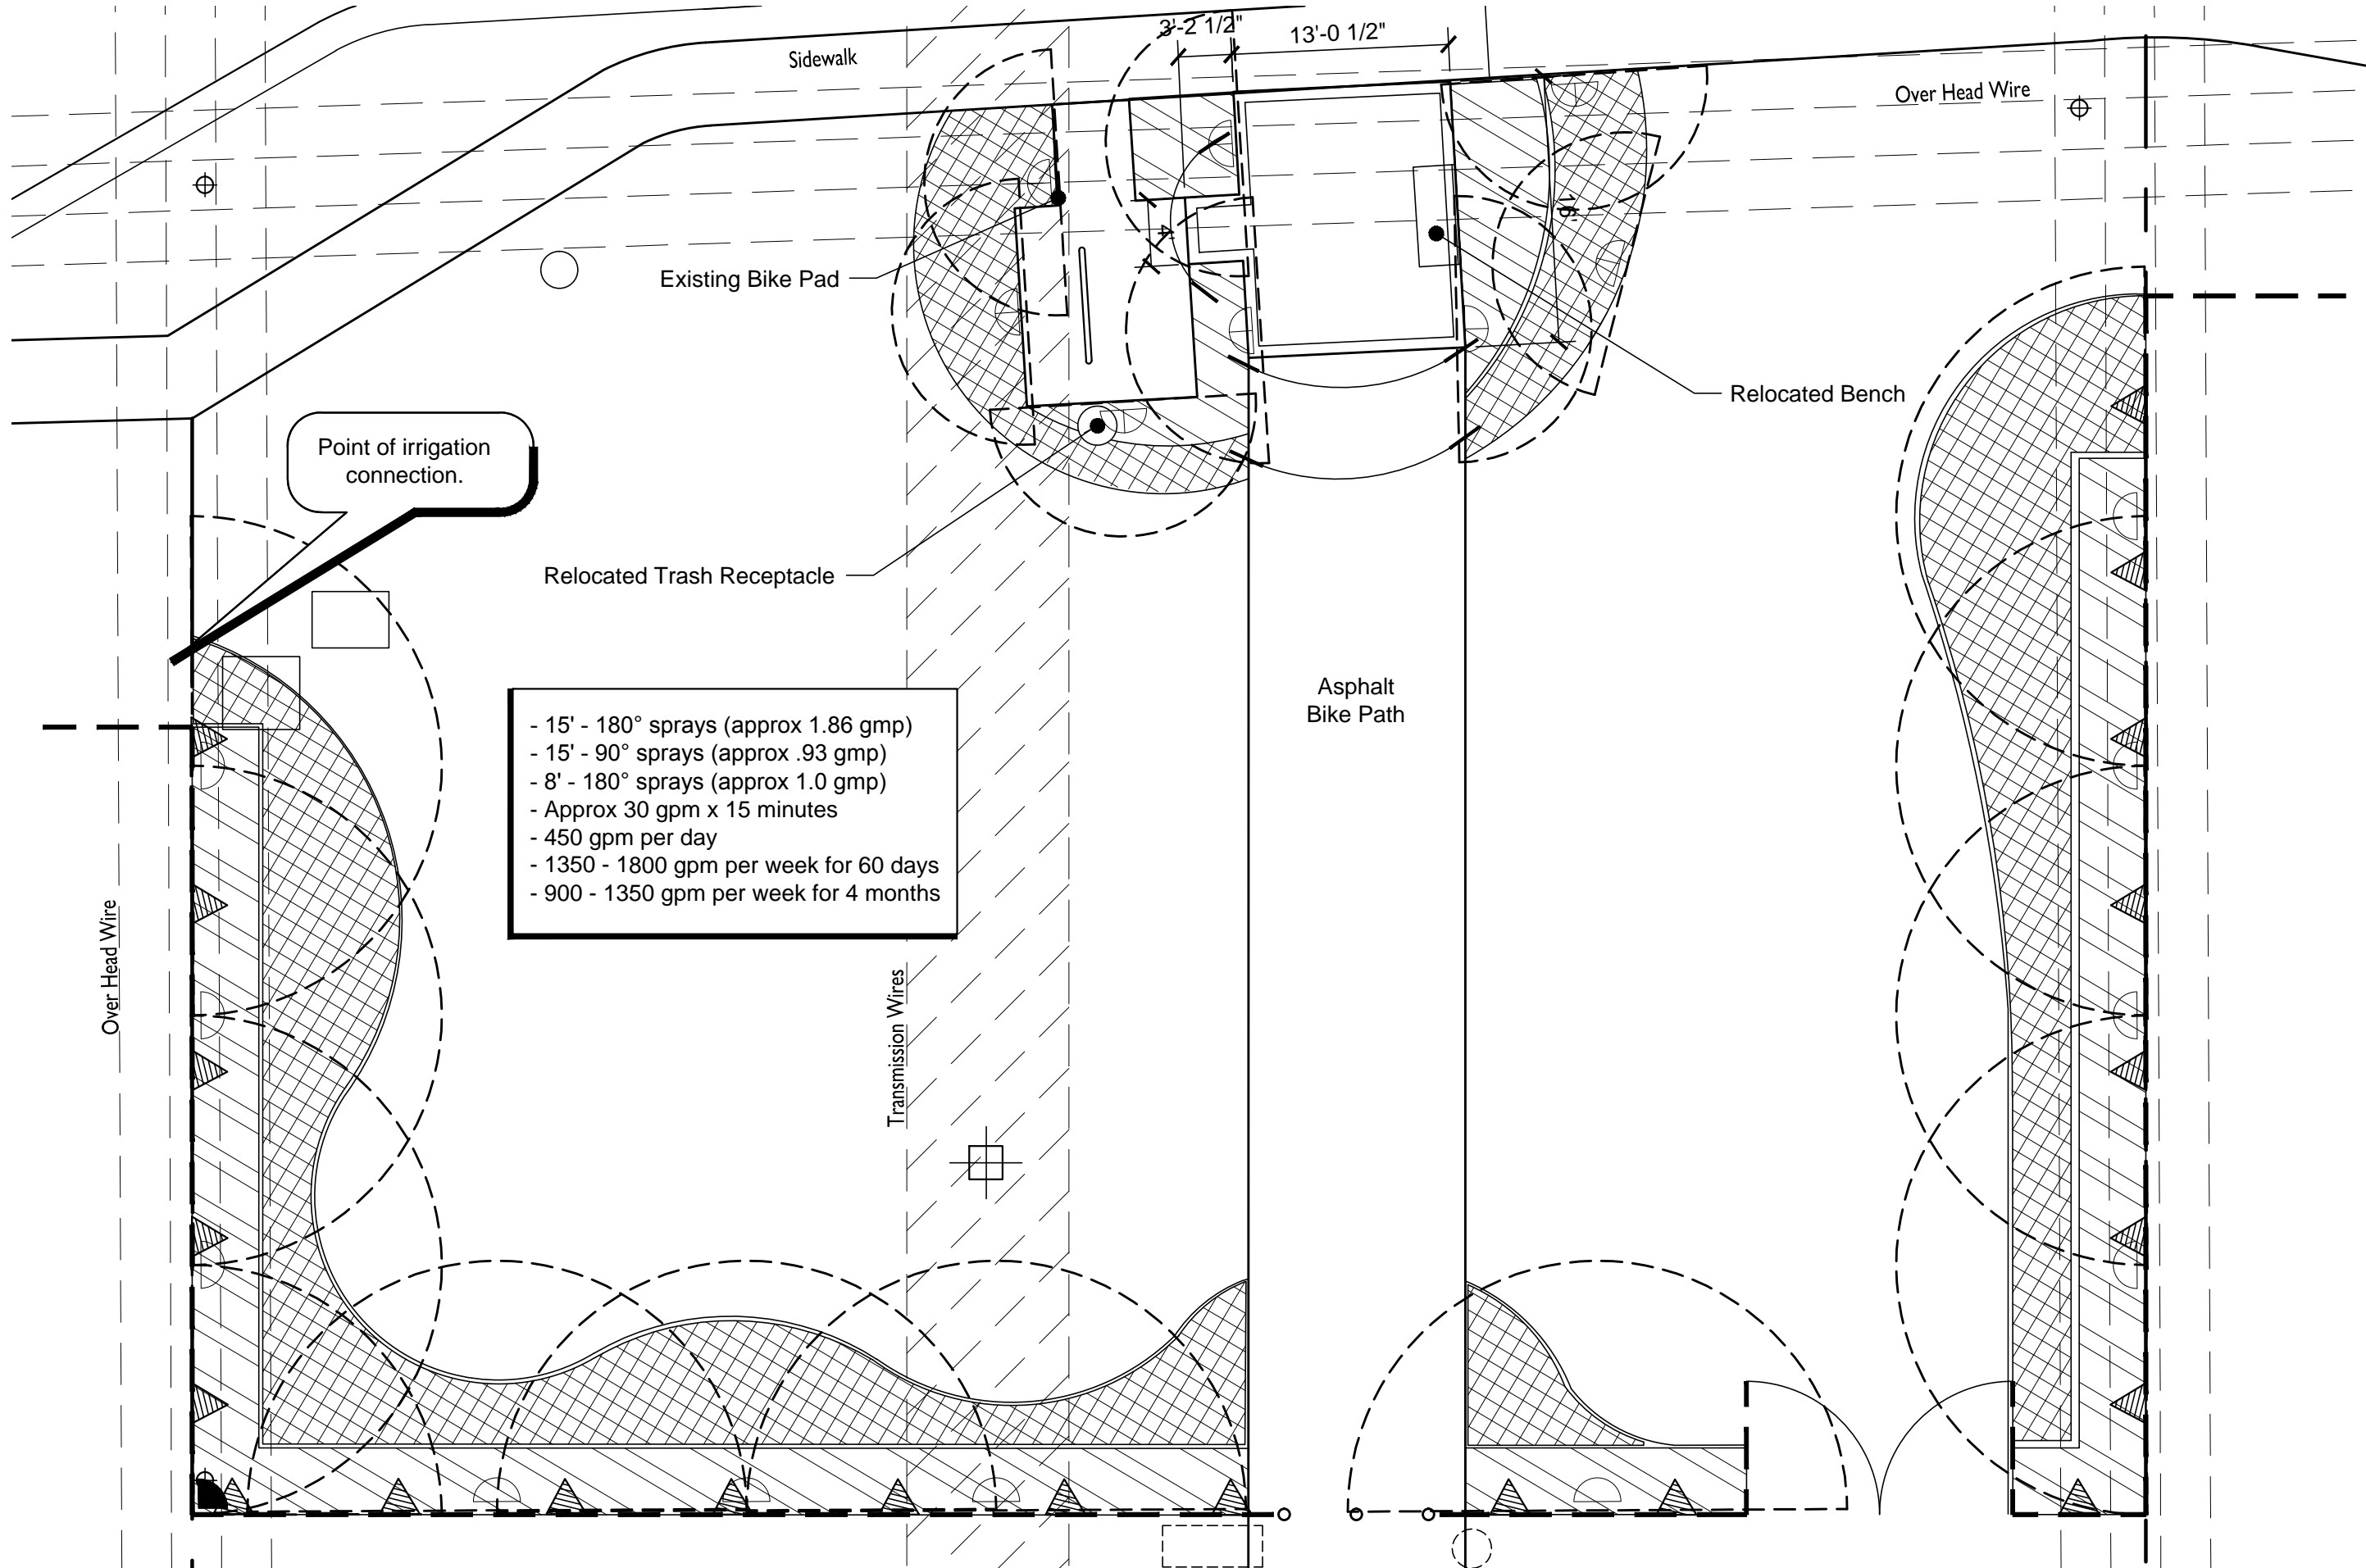 3'-2 1/2"
13'-0 1/2"
Sidewalk
Over Head Wire
16'
4'
Existing Bike Pad
Relocated Bench
Point of irrigation
connection.
Relocated Trash Receptacle
Asphalt
Bike Path
- 15' - 180° sprays (approx 1.86 gmp)
- 15' - 90° sprays (approx .93 gmp)
- 8' - 180° sprays (approx 1.0 gmp)
- Approx 30 gpm x 15 minutes
- 450 gpm per day
- 1350 - 1800 gpm per week for 60 days
- 900 - 1350 gpm per week for 4 months
Over Head Wire
Transmission Wires